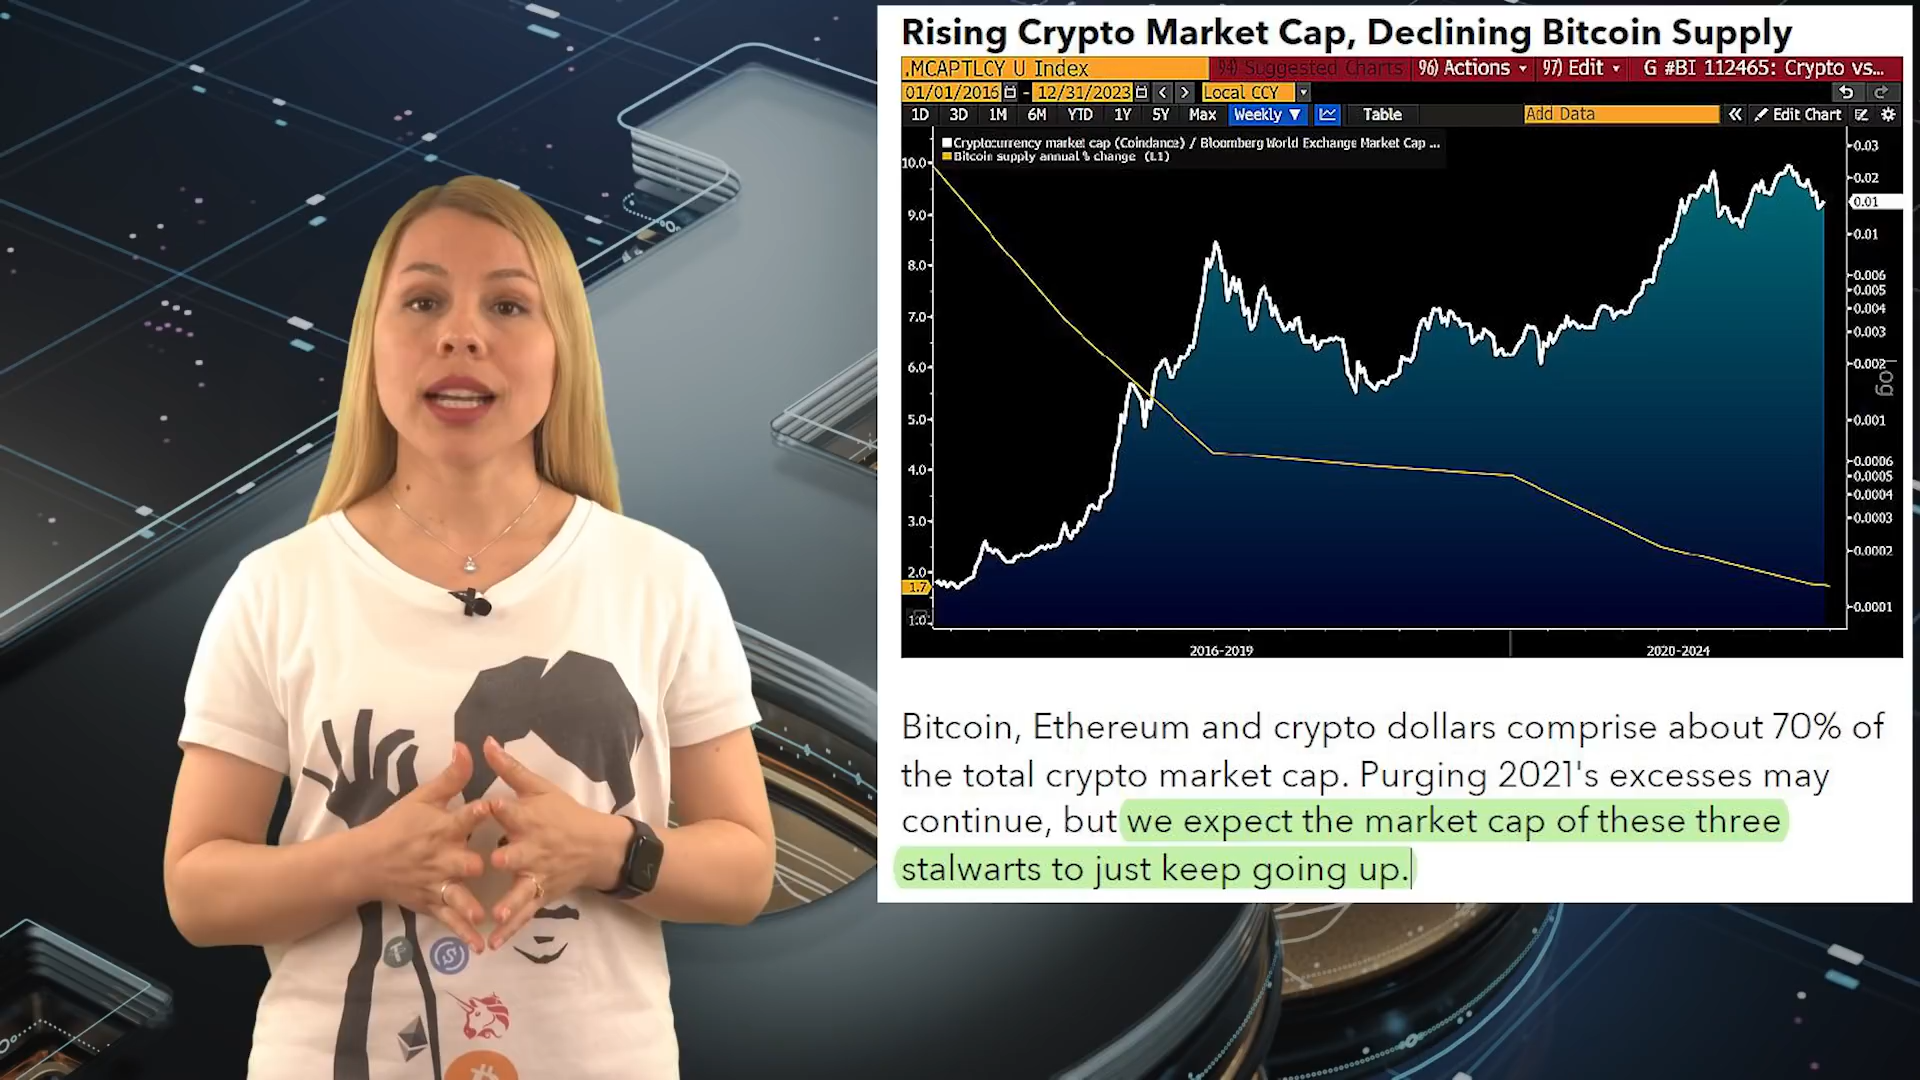 Rising Crypto Market Cap, Declining Bitcoin Supply
.MCAPTLCY U Index 94) Suggested Charts 96) Actions 97) Edit G #BI 112465: Crypto vs...
01/01/2016 - 12/31/2023 Local CCY
1D 3D 1M 6M YTD 1Y 5Y Max Weekly ▼ Table Add Data « Edit Chart
Cryptocurrency market cap (Coindance) / Bloomberg World Exchange Market Cap ...
Bitcoin supply annual % change (L1)
10.0
9.0
8.0
7.0
6.0
5.0
4.0
3.0
2.0
1.7
1.0
0.03
0.02
0.01
0.01
0.006
0.005
0.004
0.003
0.002
Log
0.001
0.0006
0.0005
0.0004
0.0003
0.0002
0.0001
2016-2019 2020-2024
Bitcoin, Ethereum and crypto dollars comprise about 70% of
the total crypto market cap. Purging 2021's excesses may
continue, but we expect the market cap of these three
stalwarts to just keep going up.